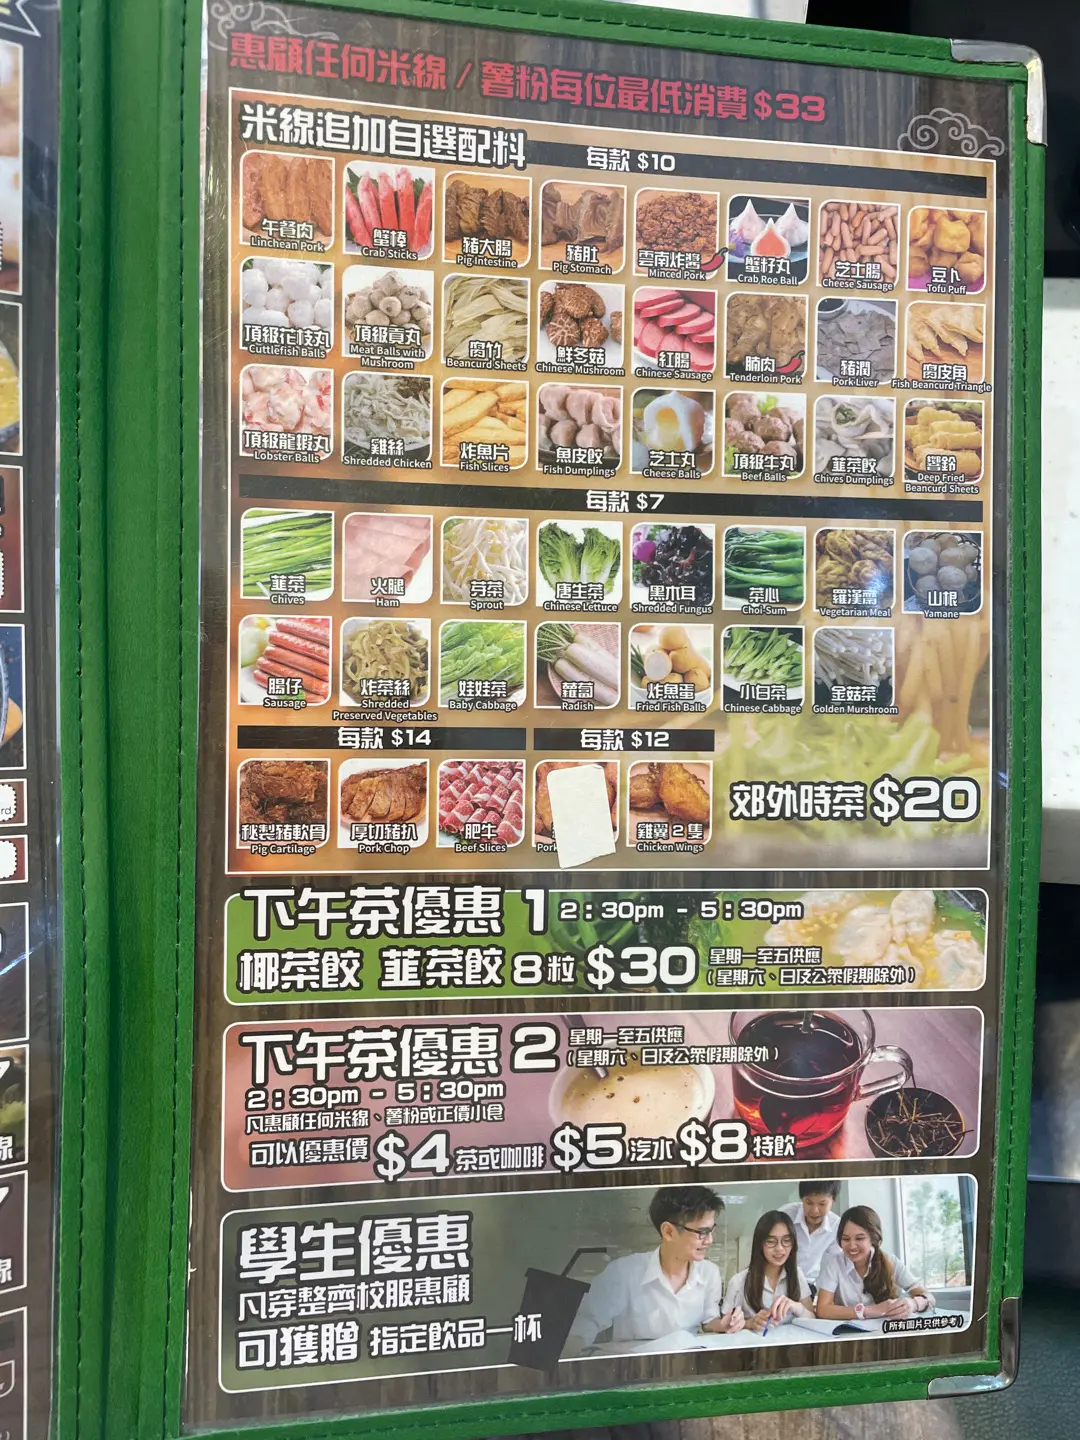 惠顧任何米線 / 薯粉每位最低消費 $33
米線追加自選配料 每款 $10
午餐肉 蟹棒 豬大腸 豬肚 雲南炸醬 蟹籽丸 芝士腸 豆卜
Linchean Pork Crab Sticks Pig Intestine Pig Stomach Minced Pork Crab Roe Ball Cheese Sausage Tofu Puff
頂級花枝丸 頂級貢丸 腐竹 鮮冬菇 紅腸 腩肉 豬潤 腐皮角
Cuttlefish Balls Meat Balls with Mushroom Beancurd Sheets Chinese Mushroom Chinese Sausage Tenderloin Pork Pork Liver Fish Beancurd Triangle
頂級龍蝦丸 雞絲 炸魚片 魚皮餃 芝士丸 頂級牛丸 韮菜餃 響鈴
Lobster Balls Shredded Chicken Fish Slices Fish Dumplings Cheese Balls Beef Balls Chives Dumplings Deep Fried Beancurd Sheets
每款 $7
韮菜 火腿 芽菜 唐生菜 黑木耳 菜心 羅漢齋 山根
Chives Ham Sprout Chinese Lettuce Shredded Fungus Choi Sum Vegetarian Meal Yamane
腸仔 炸菜絲 娃娃菜 蘿蔔 炸魚蛋 小白菜 金菇菜
Sausage Shredded Preserved Vegetables Baby Cabbage Radish Fried Fish Balls Chinese Cabbage Golden Murshroom
每款 $14 每款 $12
秘製豬軟骨 厚切豬扒 肥牛 雞翼2隻
Pig Cartilage Pork Chop Beef Slices Pork Chicken Wings
郊外時菜 $20
下午茶優惠 1 2:30pm - 5:30pm
椰菜餃 韮菜餃 8粒 $30 星期一至五供應
(星期六、日及公眾假期除外)
下午茶優惠 2 星期一至五供應
(星期六、日及公眾假期除外)
2:30pm - 5:30pm
凡惠顧任何米線、薯粉或正價小食
可以優惠價 $4 茶或咖啡 $5 汽水 $8 特飲
學生優惠
凡穿整齊校服惠顧
可獲贈 指定飲品一杯
(所有圖片只供參考)